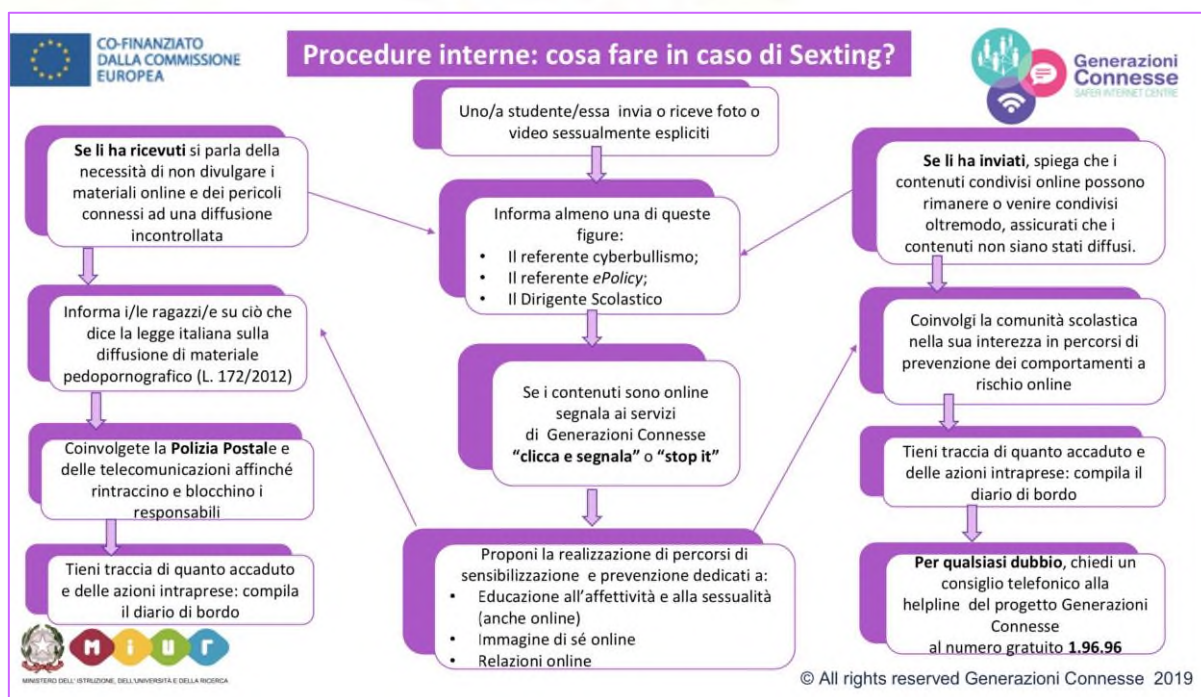 CO-FINANZIATO
DALLA COMMISSIONE
EUROPEA
Procedure interne: cosa fare in caso di Sexting?
Generazioni
Connesse
SAFER INTERNET CENTRE
Uno/a studente/essa invia o riceve foto o
video sessualmente espliciti
Se li ha ricevuti si parla della
necessità di non divulgare i
materiali online e dei pericoli
connessi ad una diffusione
incontrollata
Informa i/le ragazzi/e su ciò che
dice la legge italiana sulla
diffusione di materiale
pedopornografico (L. 172/2012)
Coinvolgete la Polizia Postale e
delle telecomunicazioni affinché
rintraccino e blocchino i
responsabili
Tieni traccia di quanto accaduto
e delle azioni intraprese: compila
il diario di bordo
Informa almeno una di queste
figure:
• Il referente cyberbullismo;
• Il referente ePolicy;
• Il Dirigente Scolastico
Se i contenuti sono online
segnala ai servizi
di Generazioni Connesse
“clicca e segnala” o “stop it”
Proponi la realizzazione di percorsi di
sensibilizzazione e prevenzione dedicati a:
• Educazione all’affettività e alla sessualità
(anche online)
• Immagine di sé online
• Relazioni online
Se li ha inviati, spiega che i
contenuti condivisi online possono
rimanere o venire condivisi
oltremodo, assicurati che i
contenuti non siano stati diffusi.
Coinvolgi la comunità scolastica
nella sua interezza in percorsi di
prevenzione dei comportamenti a
rischio online
Tieni traccia di quanto accaduto e
delle azioni intraprese: compila il
diario di bordo
Per qualsiasi dubbio, chiedi un
consiglio telefonico alla
helpline del progetto Generazioni
Connesse
al numero gratuito 1.96.96
MIUR
MINISTERO DELL’ISTRUZIONE, DELL’UNIVERSITÀ E DELLA RICERCA
© All rights reserved Generazioni Connesse 2019